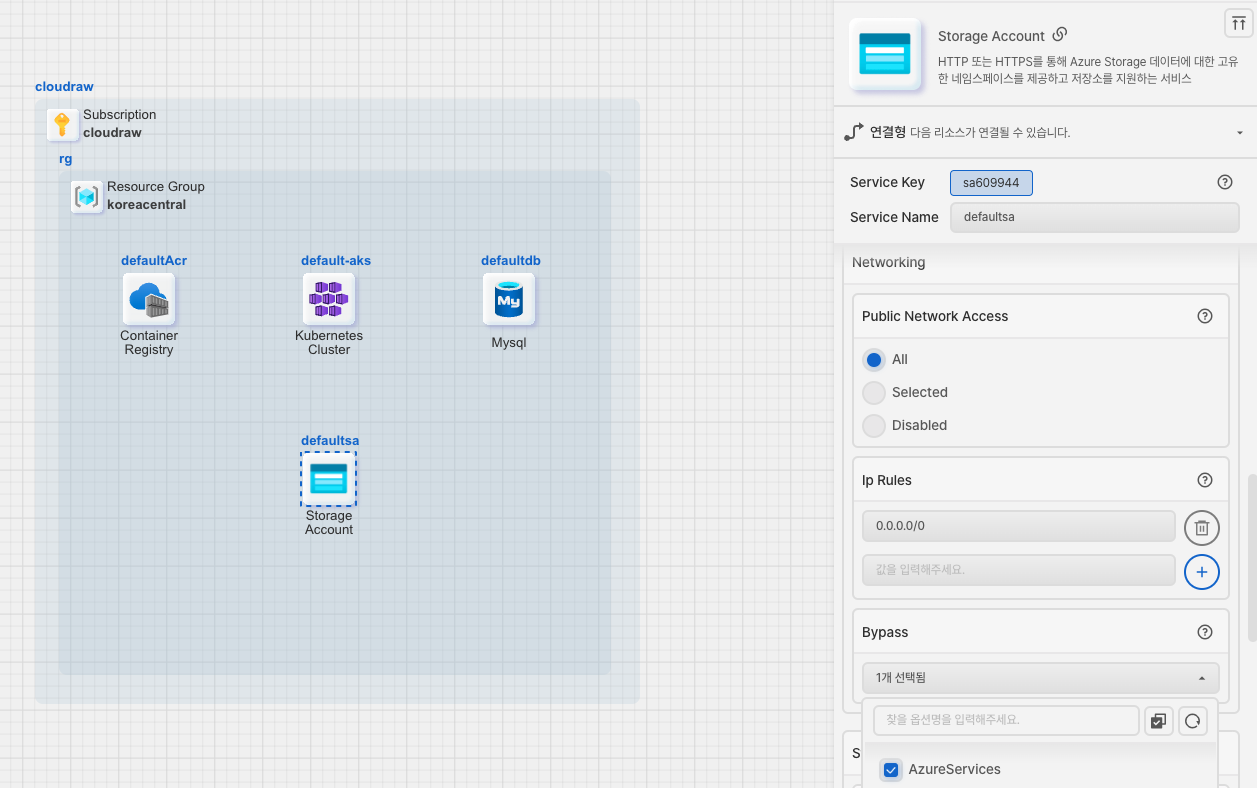 cloudraw
Subscription
cloudraw
rg
Resource Group
koreacentral
defaultAcr
Container
Registry
default-aks
Kubernetes
Cluster
defaultdb
My
Mysql
defaultsa
Storage
Account
Storage Account
HTTP 또는 HTTPS를 통해 Azure Storage 데이터에 대한 고유
한 네임스페이스를 제공하고 저장소를 지원하는 서비스
연결형 다음 리소스가 연결될 수 있습니다.
Service Key sa609944
Service Name defaultsa
Networking
Public Network Access
All
Selected
Disabled
Ip Rules
0.0.0.0/0
값을 입력해주세요.
Bypass
1개 선택됨
찾을 옵션명을 입력해주세요.
S
AzureServices